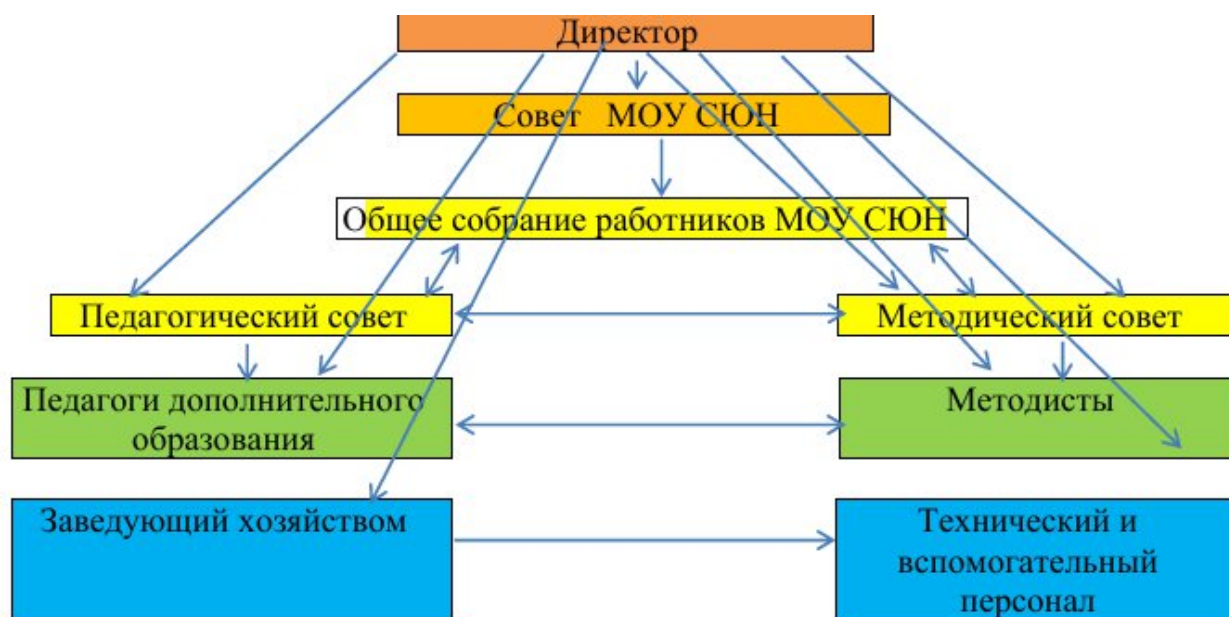 Директор
Совет МОУ СЮН
Общее собрание работников МОУ СЮН
Педагогический совет
Методический совет
Педагоги дополнительного
образования
Методисты
Заведующий хозяйством
Технический и
вспомогательный
персонал